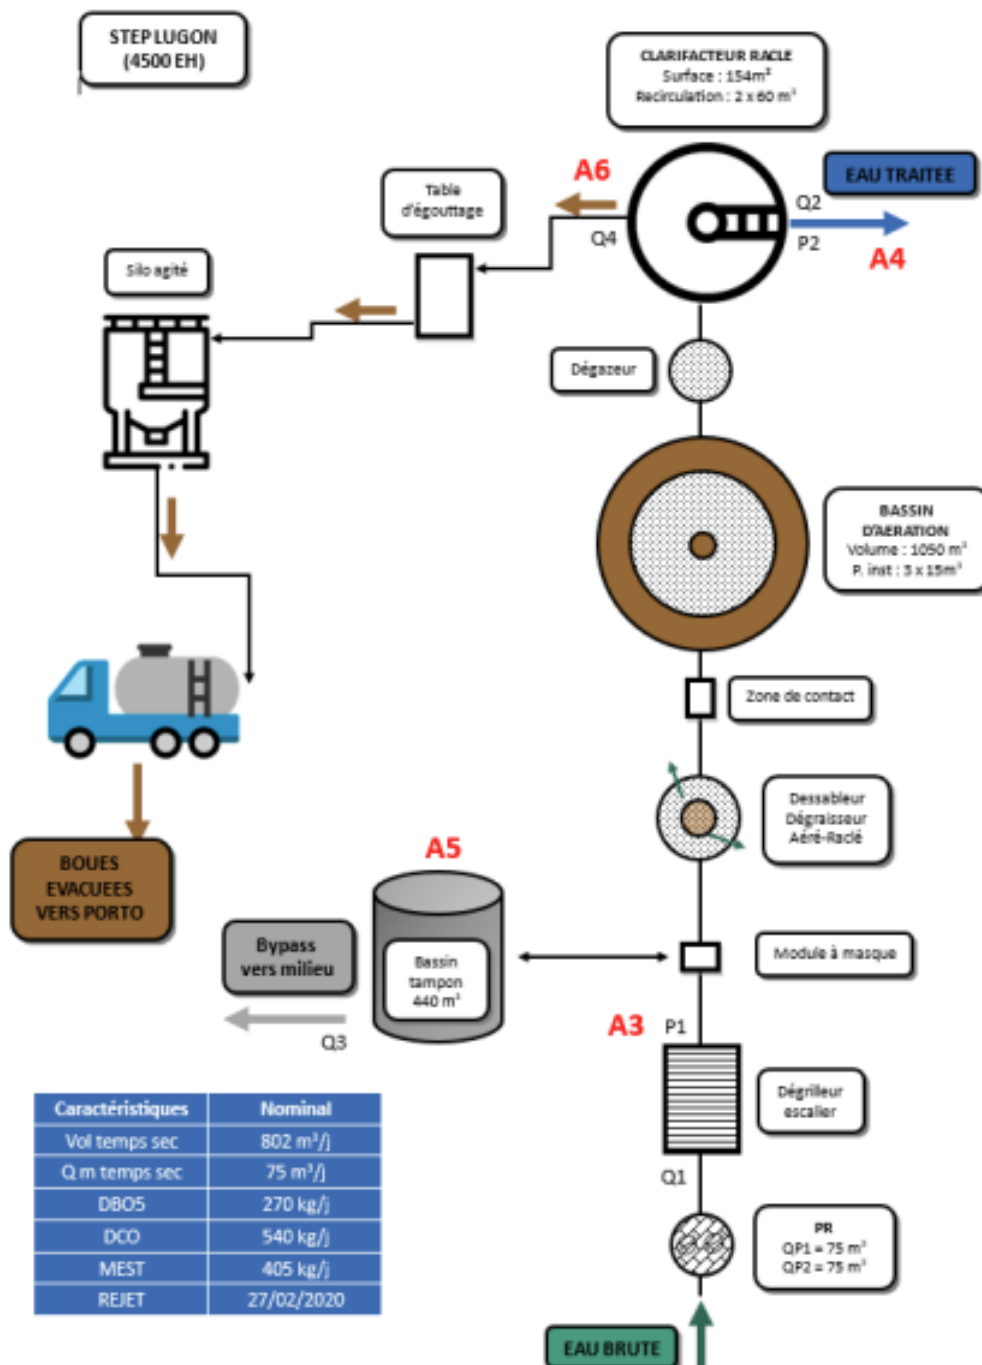 STEP LUGON
(4500 EH)
CLARIFACTEUR RACLE
Surface : 154m²
Recirculation : 2 x 60 m³
A6
Table
d'égouttage
EAU TRAITEE
Q2
Q4
P2
A4
Silo agité
Dégazeur
BASSIN
D'AERATION
Volume : 1050 m³
P. inst : 3 x 15m³
Zone de contact
Dessableur
Dégraisseur
Aéré-Raclé
BOUES
EVACUEES
VERS PORTO
A5
Bypass
vers milieu
Bassin
tampon
440 m³
Module à masque
Q3
A3
P1
Dégrilleur
escalier
Q1
Caractéristiques Nominal
Vol temps sec 802 m³/j
Q m temps sec 75 m³/j
DBO5 270 kg/j
DCO 540 kg/j
MEST 405 kg/j
REJET 27/02/2020
PR
QP1 = 75 m³
QP2 = 75 m³
EAU BRUTE